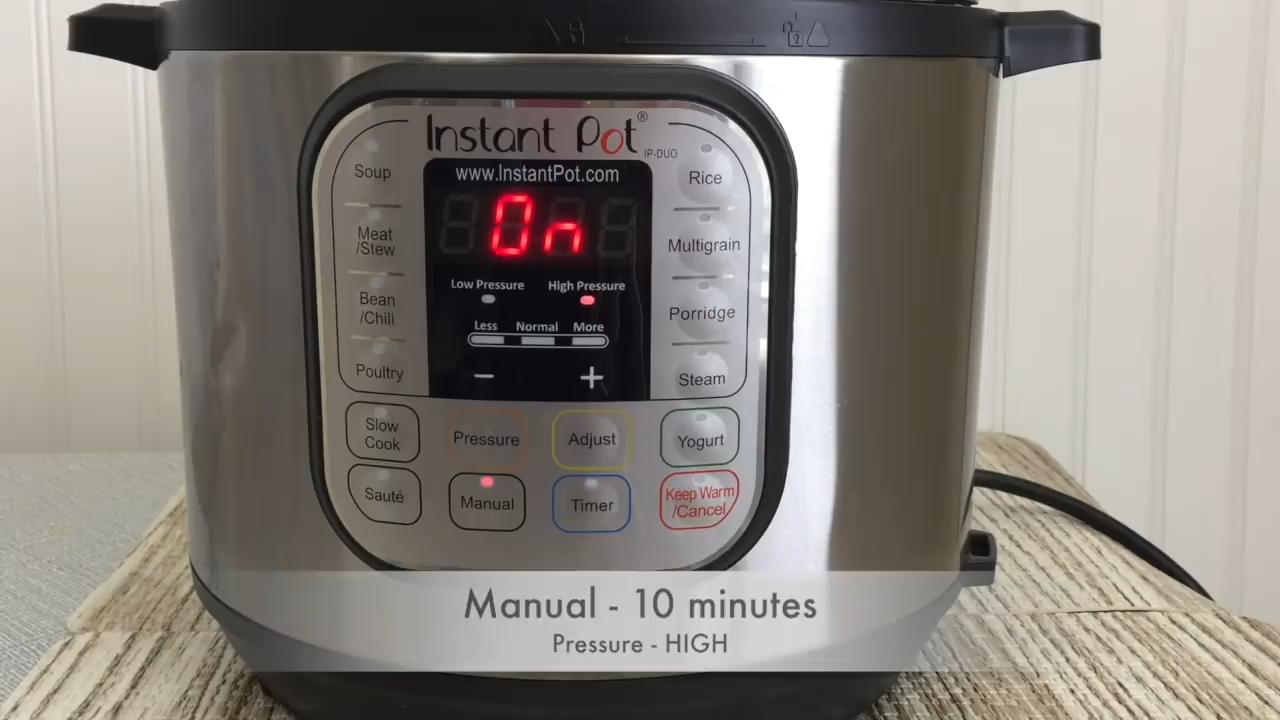 Instant Pot®
IP-DUO
www.InstantPot.com
On
Low Pressure
High Pressure
Less
Normal
More
− +
Soup
Meat
/Stew
Bean
/Chili
Poultry
Rice
Multigrain
Porridge
Steam
Slow
Cook
Pressure
Adjust
Yogurt
Sauté
Manual
Timer
Keep Warm
/Cancel
Manual - 10 minutes
Pressure - HIGH